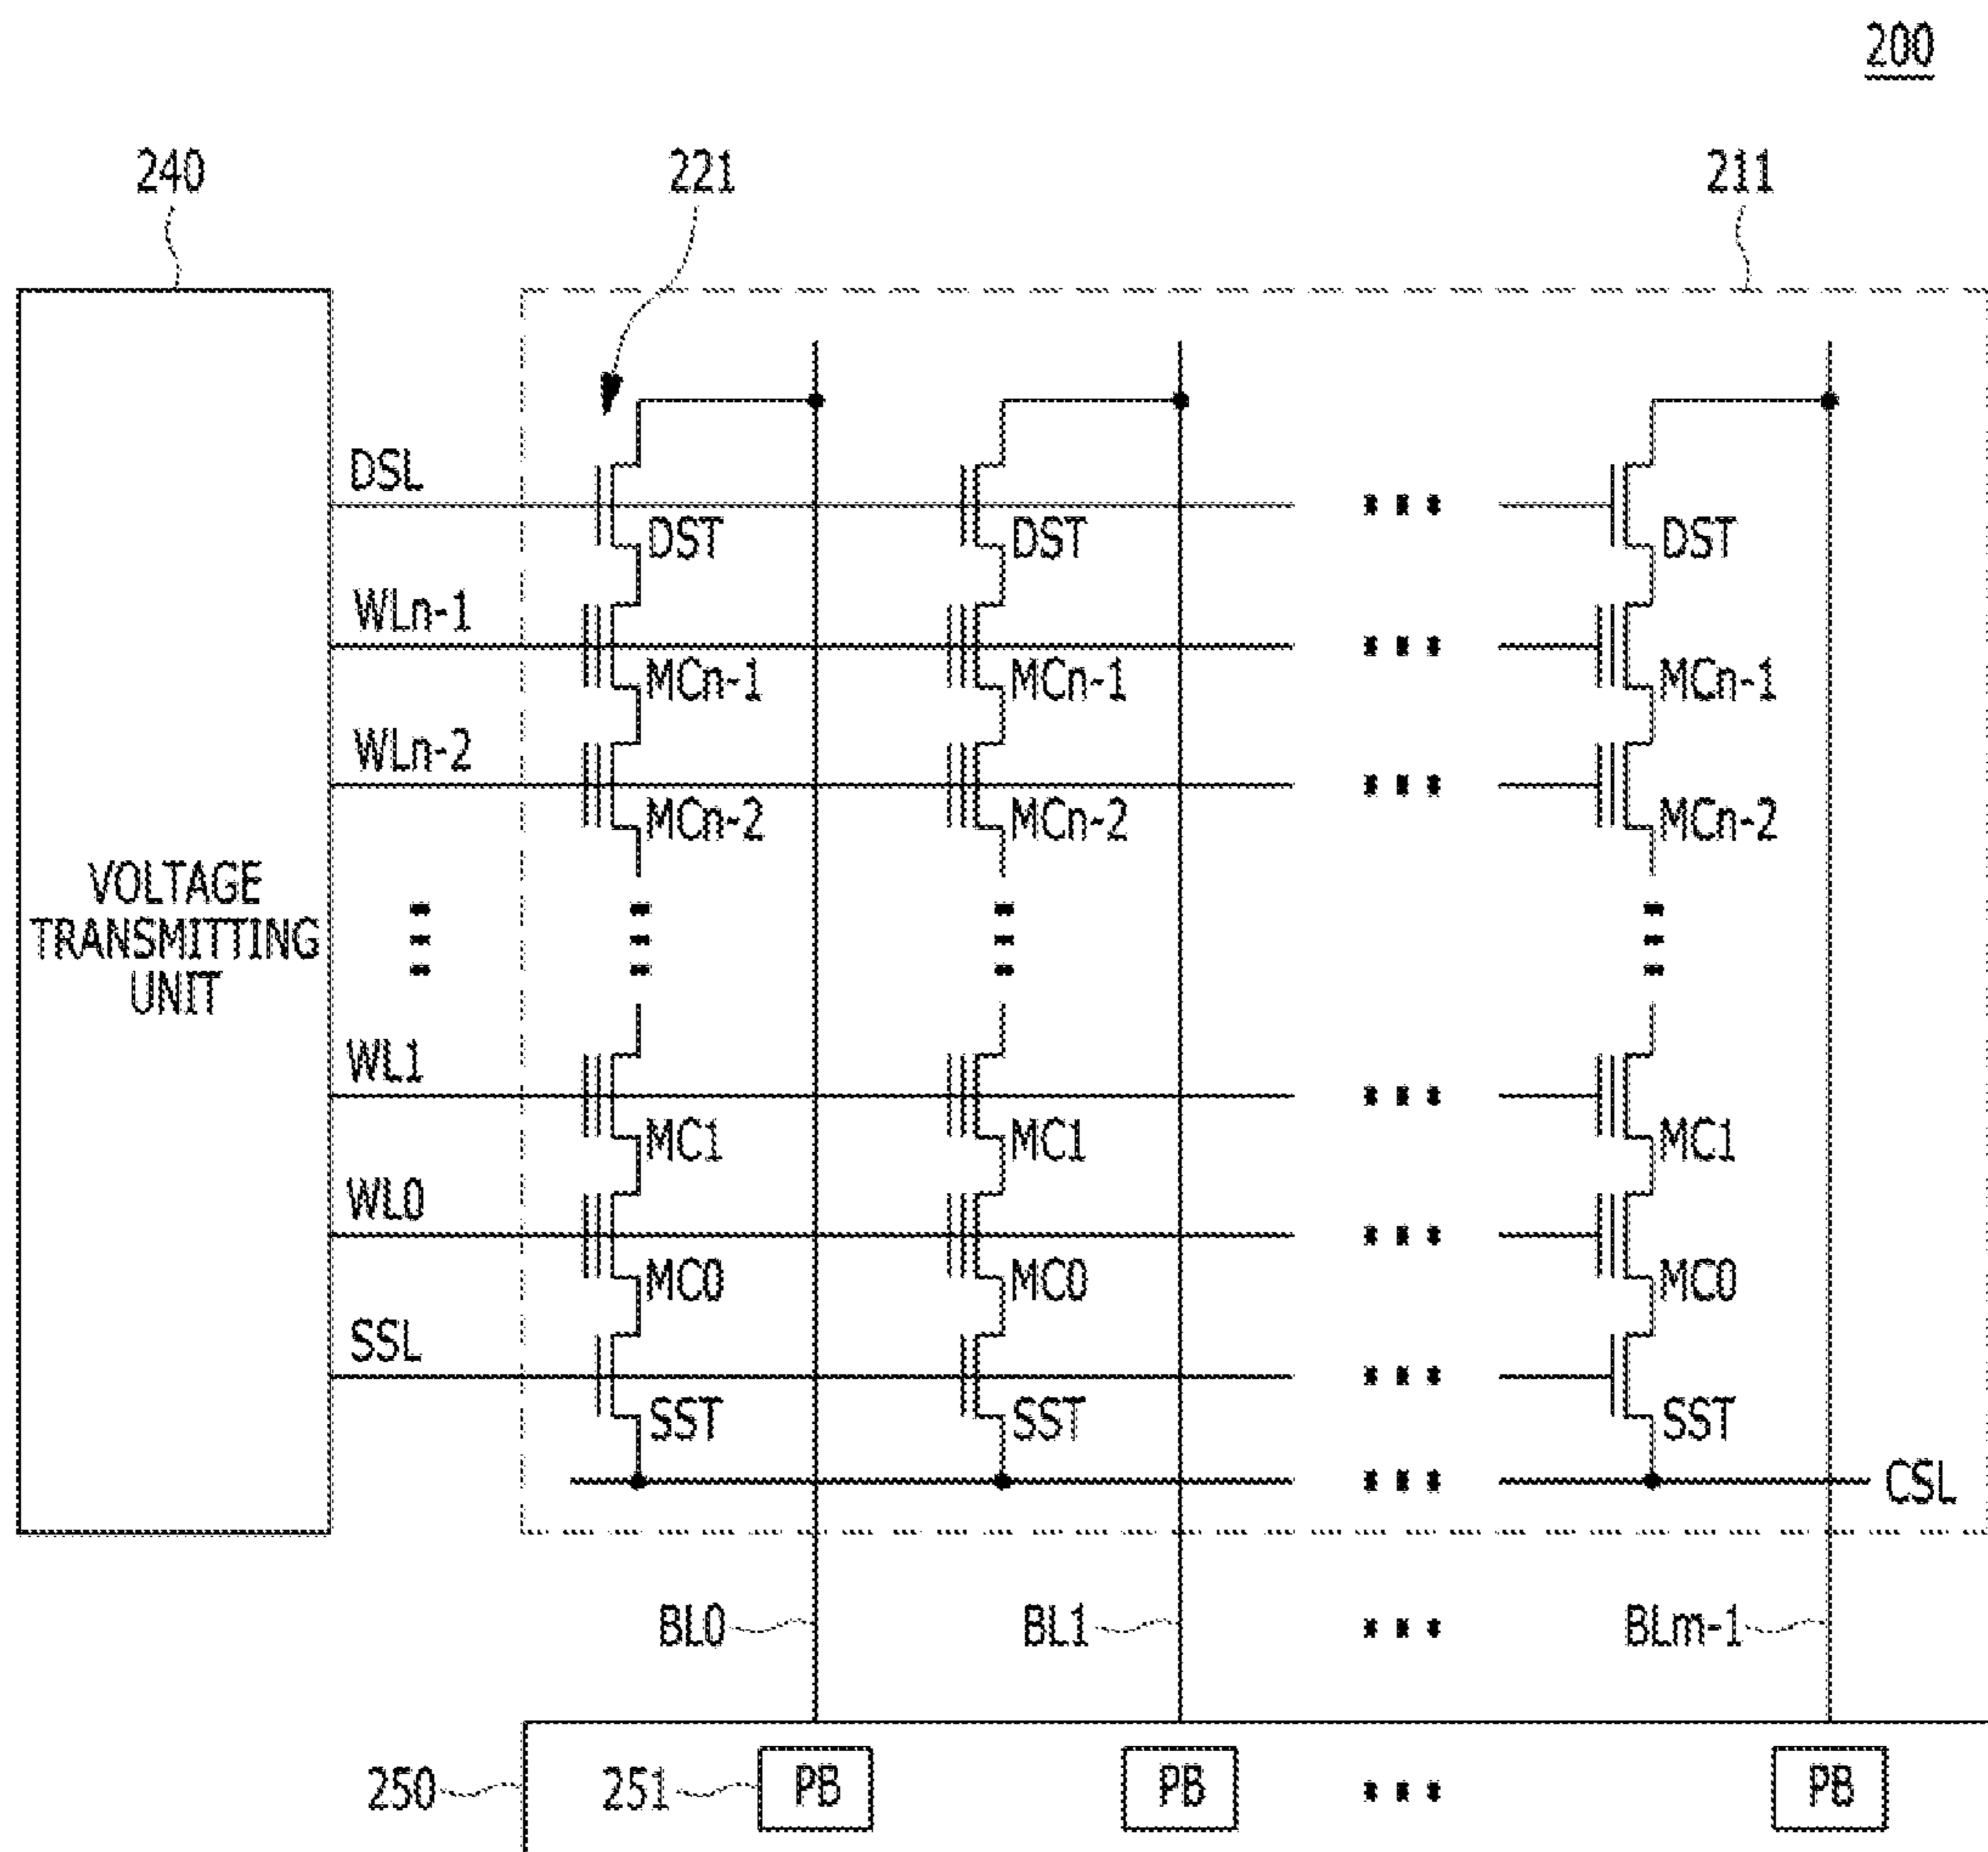 200
240 221 211
DSL
DST DST DST
WLn-1
MCn-1 MCn-1 MCn-1
WLn-2
MCn-2 MCn-2 MCn-2
VOLTAGE
TRANSMITTING
UNIT
WL1
MC1 MC1 MC1
WL0
MC0 MC0 MC0
SSL
SST SST SST
CSL
BL0 BL1 BLm-1
250 251 PB PB PB